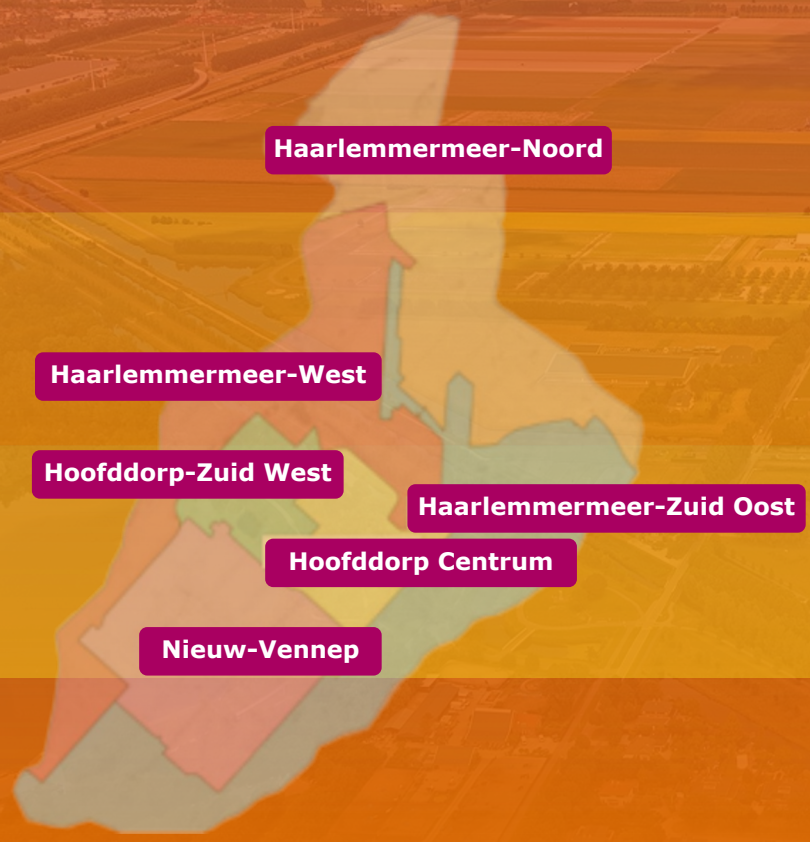 Haarlemmermeer-Noord
Haarlemmermeer-West
Hoofddorp-Zuid West
Haarlemmermeer-Zuid Oost
Hoofddorp Centrum
Nieuw-Vennep